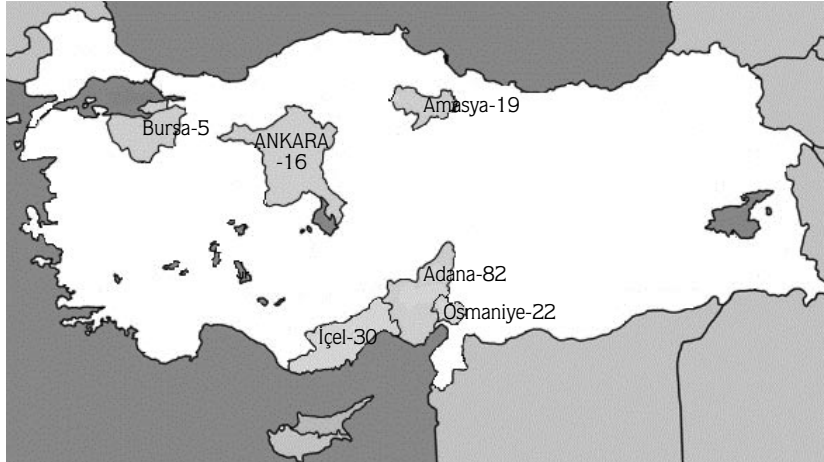 Amasya-19
Bursa-5
ANKARA
-16
Adana-82
Osmaniye-22
İçel-30